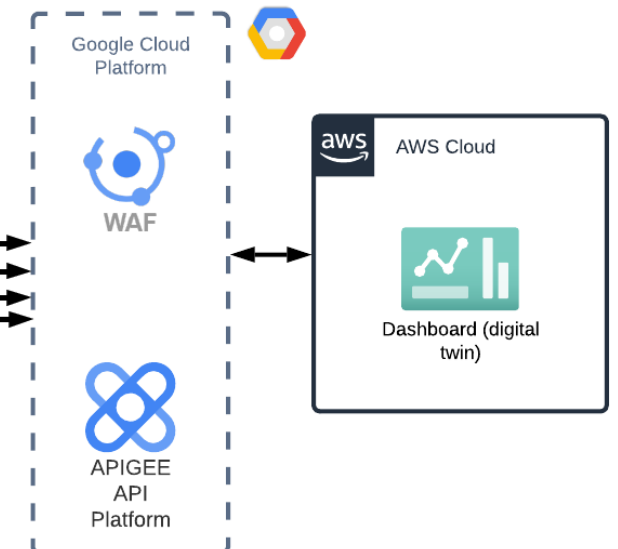 Google Cloud
Platform
WAF
APIGEE
API
Platform
aws
AWS Cloud
Dashboard (digital
twin)